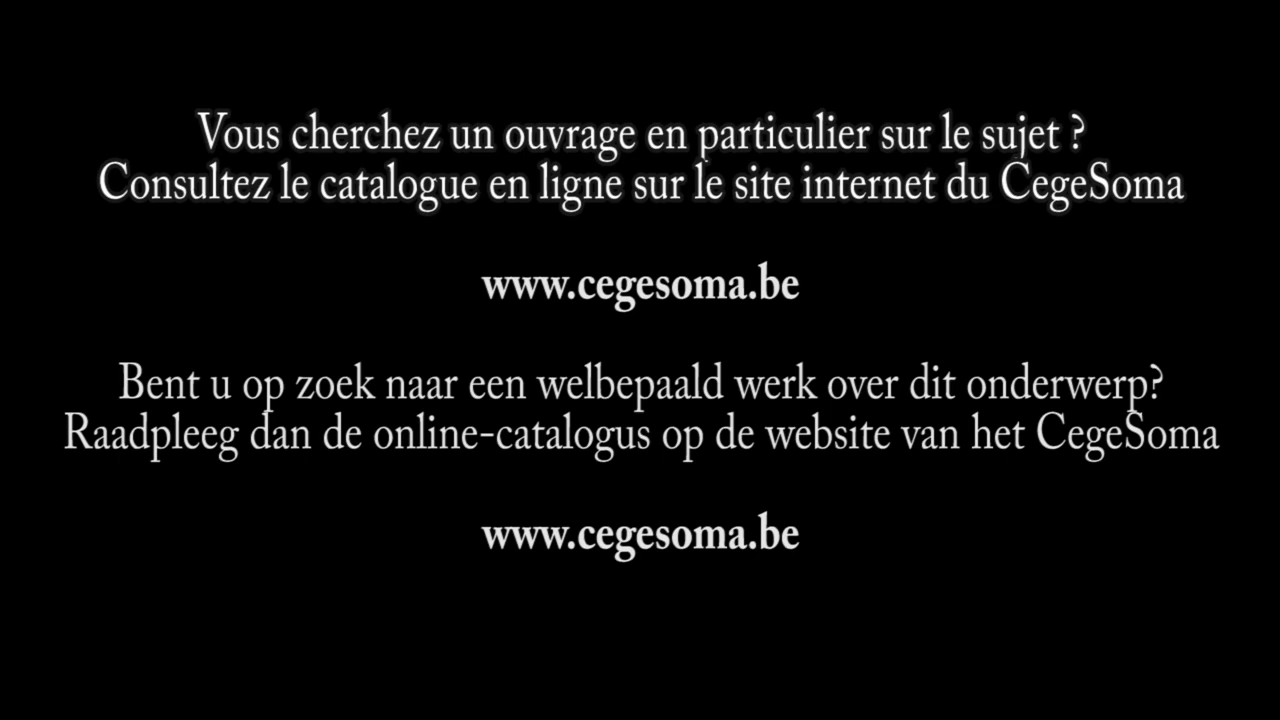 Vous cherchez un ouvrage en particulier sur le sujet ?
Consultez le catalogue en ligne sur le site internet du CegeSoma
www.cegesoma.be
Bent u op zoek naar een welbepaald werk over dit onderwerp?
Raadpleeg dan de online-catalogus op de website van het CegeSoma
www.cegesoma.be